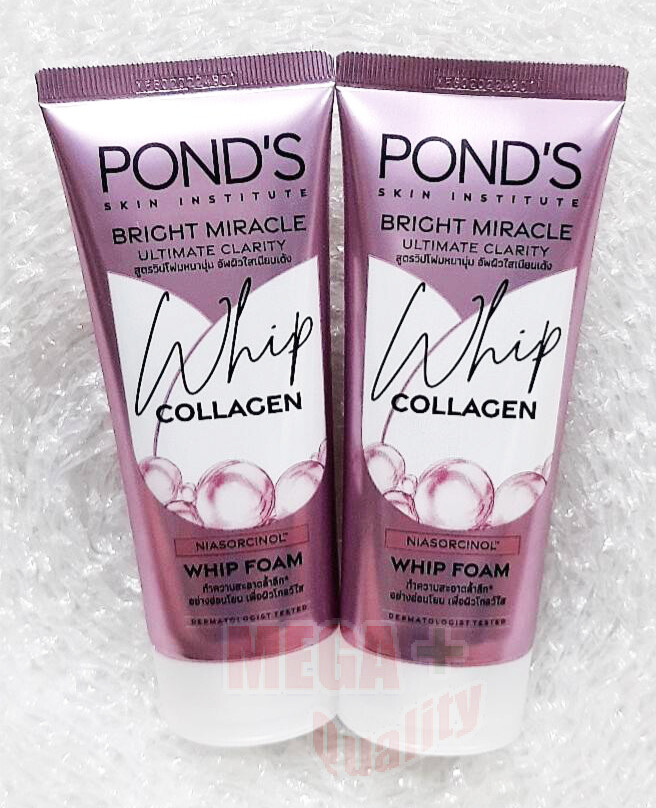 POND'S
SKIN INSTITUTE
BRIGHT MIRACLE
ULTIMATE CLARITY
สูตรวิปโฟมหนานุ่ม อัพผิวใสเนียนเด้ง
Whip
COLLAGEN
NIASORCINOL™
WHIP FOAM
ทำความสะอาดล้ำลึก*
อย่างอ่อนโยน เพื่อผิวโกลว์ใส
DERMATOLOGIST TESTED
POND'S
SKIN INSTITUTE
BRIGHT MIRACLE
ULTIMATE CLARITY
สูตรวิปโฟมหนานุ่ม อัพผิวใสเนียนเด้ง
Whip
COLLAGEN
NIASORCINOL™
WHIP FOAM
ทำความสะอาดล้ำลึก*
อย่างอ่อนโยน เพื่อผิวโกลว์ใส
DERMATOLOGIST TESTED
MEGA+
Quality